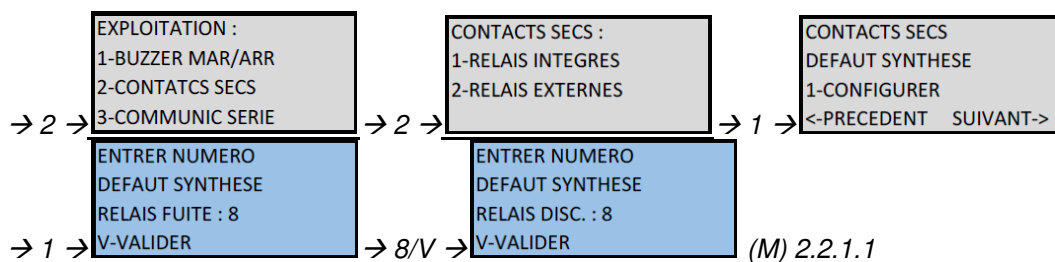 EXPLOITATION :
1-BUZZER MAR/ARR
2-CONTATCS SECS
→ 2 → 3-COMMUNIC SERIE
CONTACTS SECS :
1-RELAIS INTEGRES
2-RELAIS EXTERNES
→ 2 →
CONTACTS SECS
DEFAUT SYNTHESE
1-CONFIGURER
→ 1 → <-PRECEDENT SUIVANT->
ENTRER NUMERO
DEFAUT SYNTHESE
RELAIS FUITE : 8
→ 1 → V-VALIDER
ENTRER NUMERO
DEFAUT SYNTHESE
RELAIS DISC. : 8
→ 8/V → V-VALIDER (M) 2.2.1.1